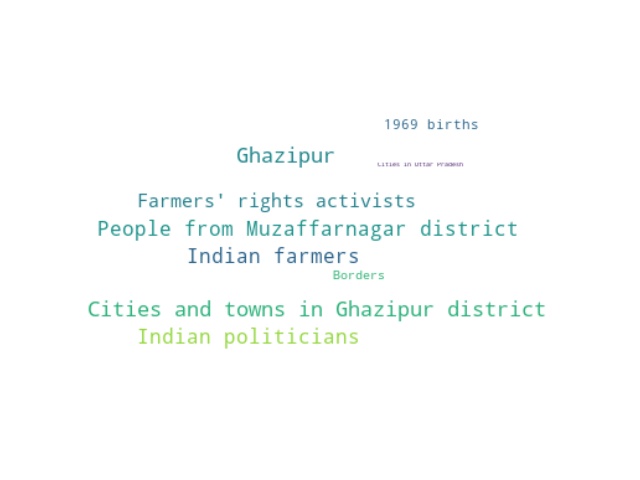 1969 births
Ghazipur
Cities in Uttar Pradesh
Farmers' rights activists
People from Muzaffarnagar district
Indian farmers
Borders
Cities and towns in Ghazipur district
Indian politicians